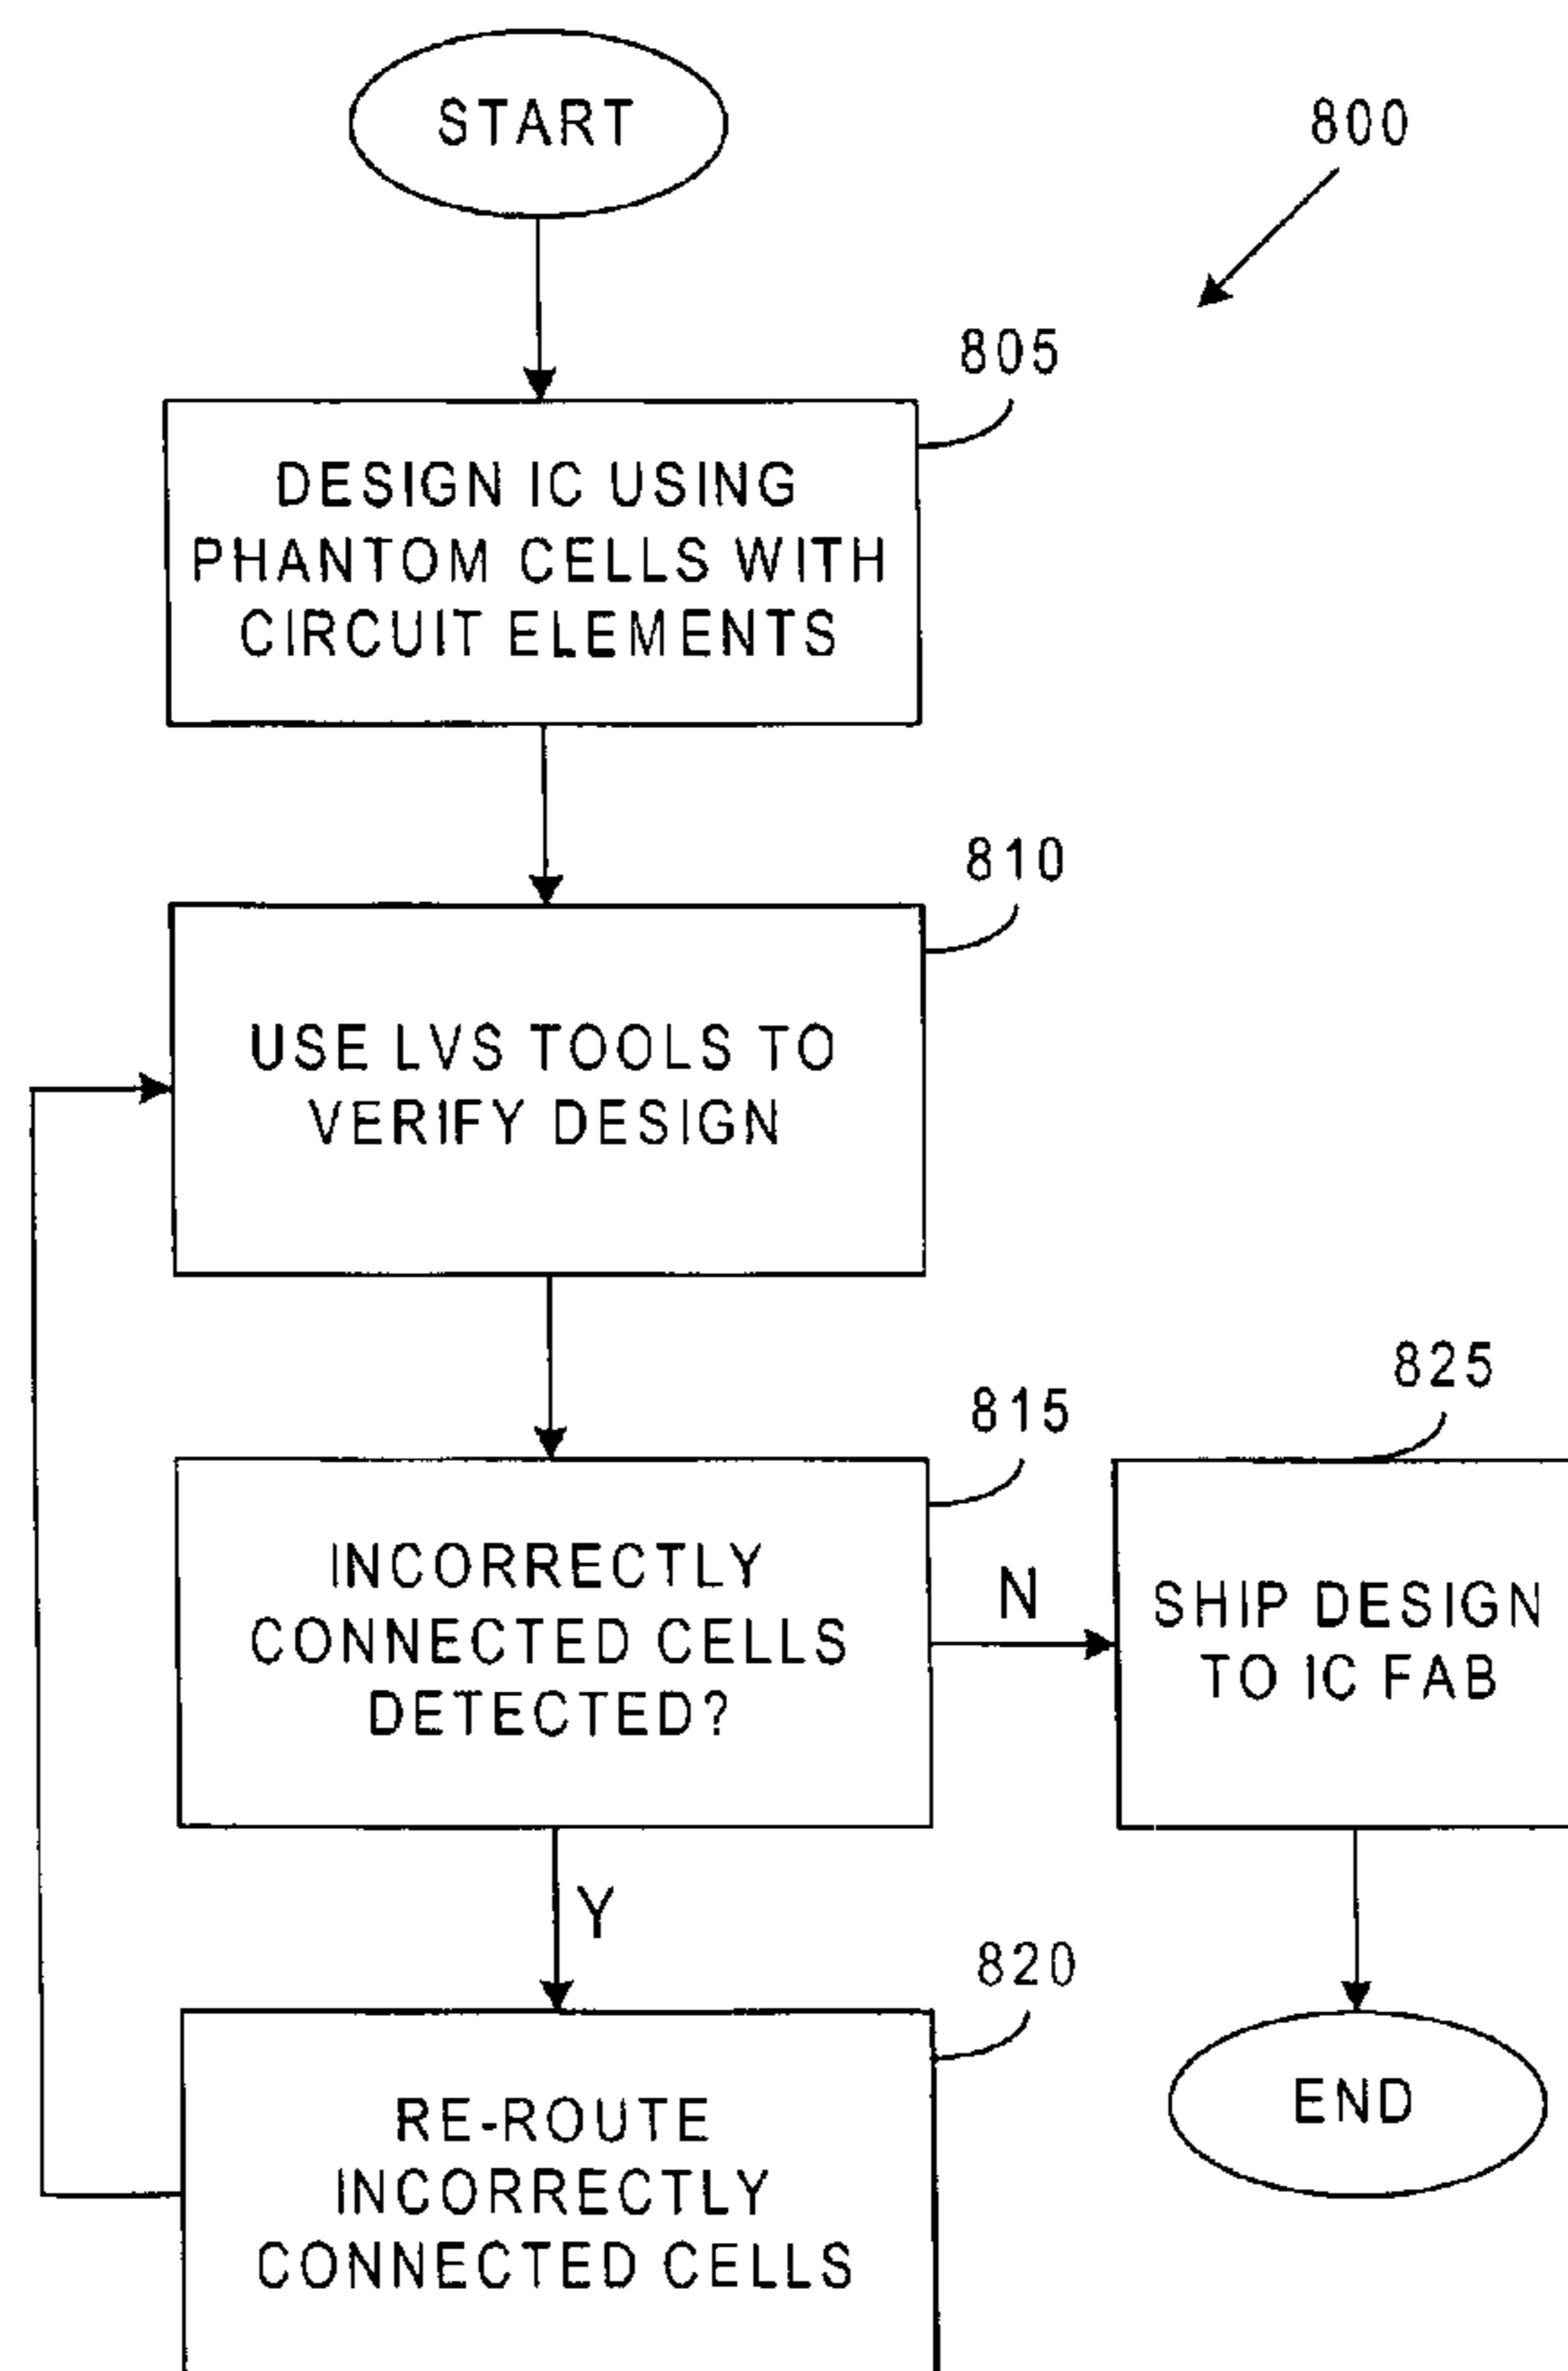 START
800
805
DESIGN IC USING
PHANTOM CELLS WITH
CIRCUIT ELEMENTS
810
USE LVS TOOLS TO
VERIFY DESIGN
815
INCORRECTLY
CONNECTED CELLS
DETECTED?
N
825
SHIP DESIGN
TO IC FAB
Y
820
RE-ROUTE
INCORRECTLY
CONNECTED CELLS
END